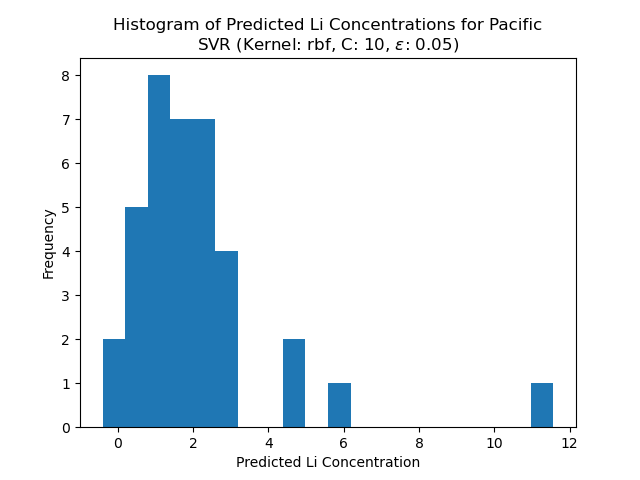 Histogram of Predicted Li Concentrations for Pacific
SVR (Kernel: rbf, C: 10, ε: 0.05)
Frequency
8
7
6
5
4
3
2
1
0
0 2 4 6 8 10 12
Predicted Li Concentration